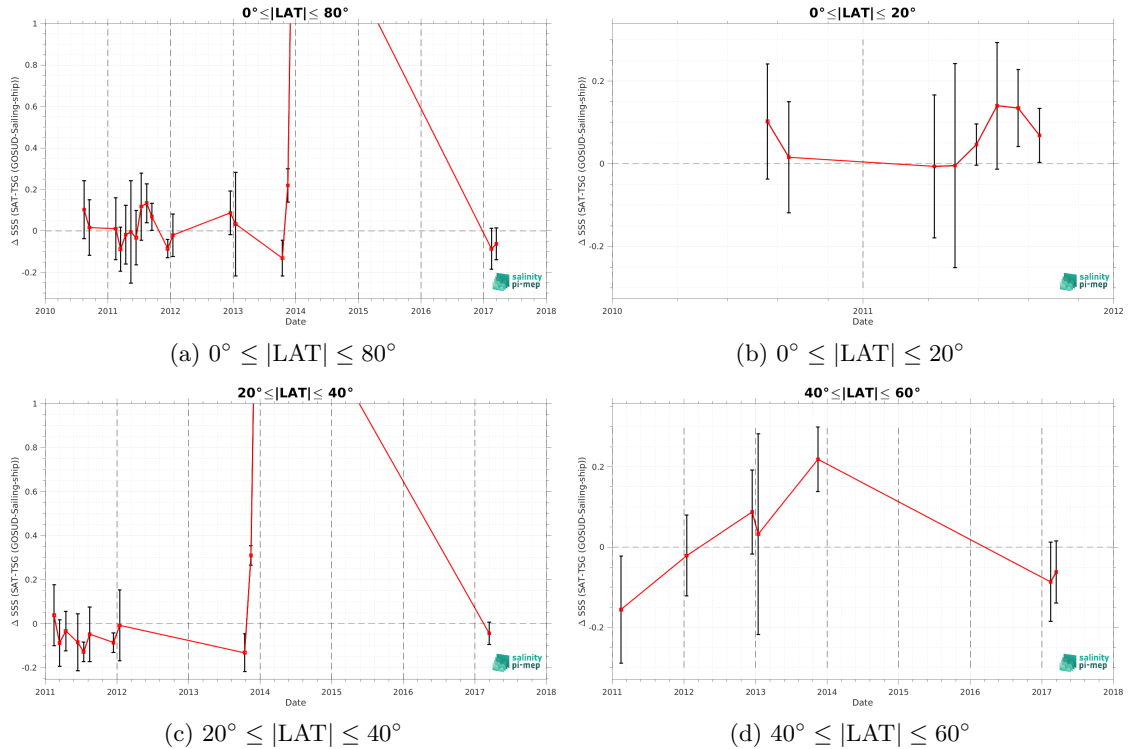 0°≤|LAT|≤ 80°
Δ SSS (SAT-TSG (GOSUD-Sailing-ship))
1
0.8
0.6
0.4
0.2
0
-0.2
2010 2011 2012 2013 2014 2015 2016 2017 2018
Date
salinity
pi-mep
(a) 0° ≤ |LAT| ≤ 80°
0°≤|LAT|≤ 20°
Δ SSS (SAT-TSG (GOSUD-Sailing-ship))
0.2
0
-0.2
2010 2011 2012
Date
salinity
pi-mep
(b) 0° ≤ |LAT| ≤ 20°
20°≤|LAT|≤ 40°
Δ SSS (SAT-TSG (GOSUD-Sailing-ship))
1
0.8
0.6
0.4
0.2
0
-0.2
2011 2012 2013 2014 2015 2016 2017 2018
Date
salinity
pi-mep
(c) 20° ≤ |LAT| ≤ 40°
40°≤|LAT|≤ 60°
Δ SSS (SAT-TSG (GOSUD-Sailing-ship))
0.2
0
-0.2
2011 2012 2013 2014 2015 2016 2017 2018
Date
salinity
pi-mep
(d) 40° ≤ |LAT| ≤ 60°